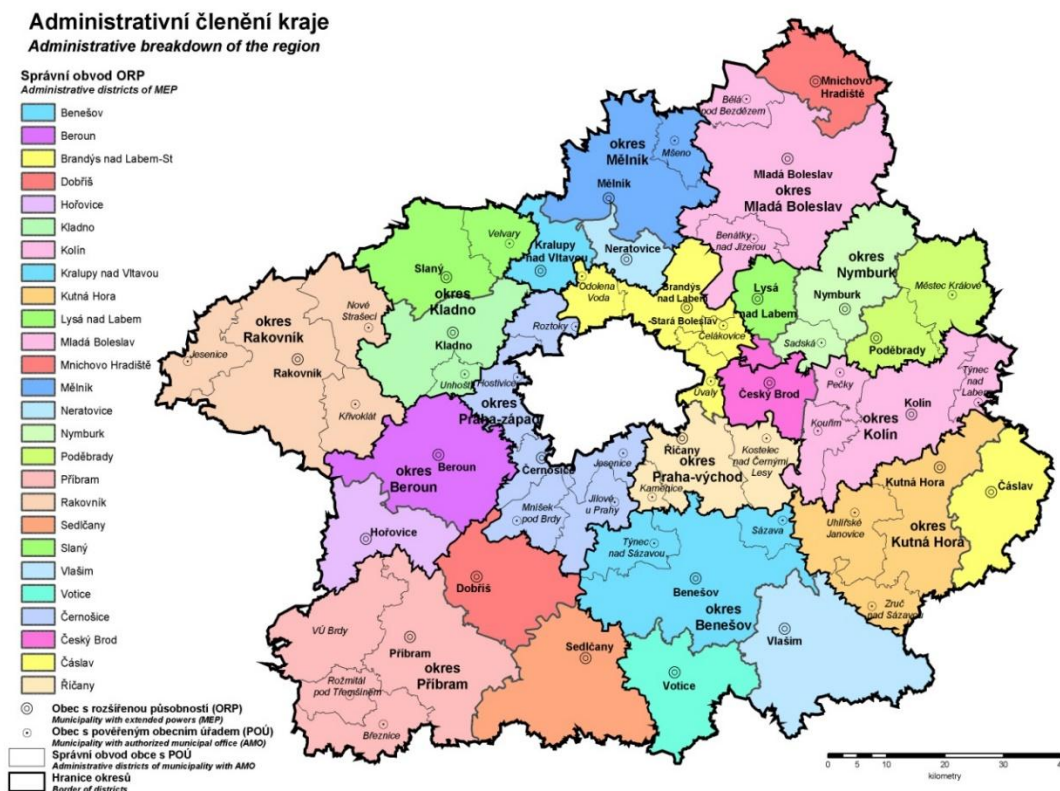 Administrativní členění kraje
Administrative breakdown of the region
Správní obvod ORP
Administrative districts of MEP
Benešov
Beroun
Brandýs nad Labem-St
Dobříš
Hořovice
Kladno
Kolín
Kralupy nad Vltavou
Kutná Hora
Lysá nad Labem
Mladá Boleslav
Mnichovo Hradiště
Mělník
Neratovice
Nymburk
Poděbrady
Příbram
Rakovník
Sedlčany
Slaný
Vlašim
Votice
Černošice
Český Brod
Čáslav
Říčany
Obec s rozšířenou působností (ORP)
Municipality with extended powers (MEP)
Obec s pověřeným obecním úřadem (POÚ)
Municipality with authorized municipal office (AMO)
Správní obvod obce s POÚ
Administrative districts of municipality with AMO
Hranice okresů
Border of districts
Mnichovo
Hradiště
Bělá
pod Bezdězem
okres
Mělník
Mšeno
Mělník
Mladá Boleslav
okres
Mladá Boleslav
Benátky
nad Jizerou
Velvary
Slaný
okres
Kladno
Kralupy
nad Vltavou
Neratovice
Odolena
Voda
Brandýs
nad Labem
-Stará Boleslav
Čelákovice
Lysá
nad Labem
okres
Nymburk
Nymburk
Městec Králové
Sadská
Poděbrady
Nové
Strašecí
okres
Rakovník
Jesenice
Rakovník
Křivoklát
Kladno
Unhošť
Roztoky
Hostivice
okres
Praha-západ
Úvaly
Český Brod
Pečky
Týnec
nad
Labem
Kolín
okres
Kolín
Kouřim
Beroun
okres
Beroun
Černošice
Jesenice
Říčany
okres
Praha-východ
Kostelec
nad Černými
Lesy
Kamenice
Mníšek
pod Brdy
Jílové
u Prahy
Kutná Hora
Čáslav
Uhlířské
Janovice
okres
Kutná Hora
Zruč
nad Sázavou
Hořovice
Týnec
nad Sázavou
Sázava
Dobříš
Benešov
okres
Benešov
Vlašim
VÚ Brdy
Příbram
okres
Příbram
Rožmitál
pod Třemšínem
Březnice
Sedlčany
Votice
0 5 10 20 30 40
kilometry